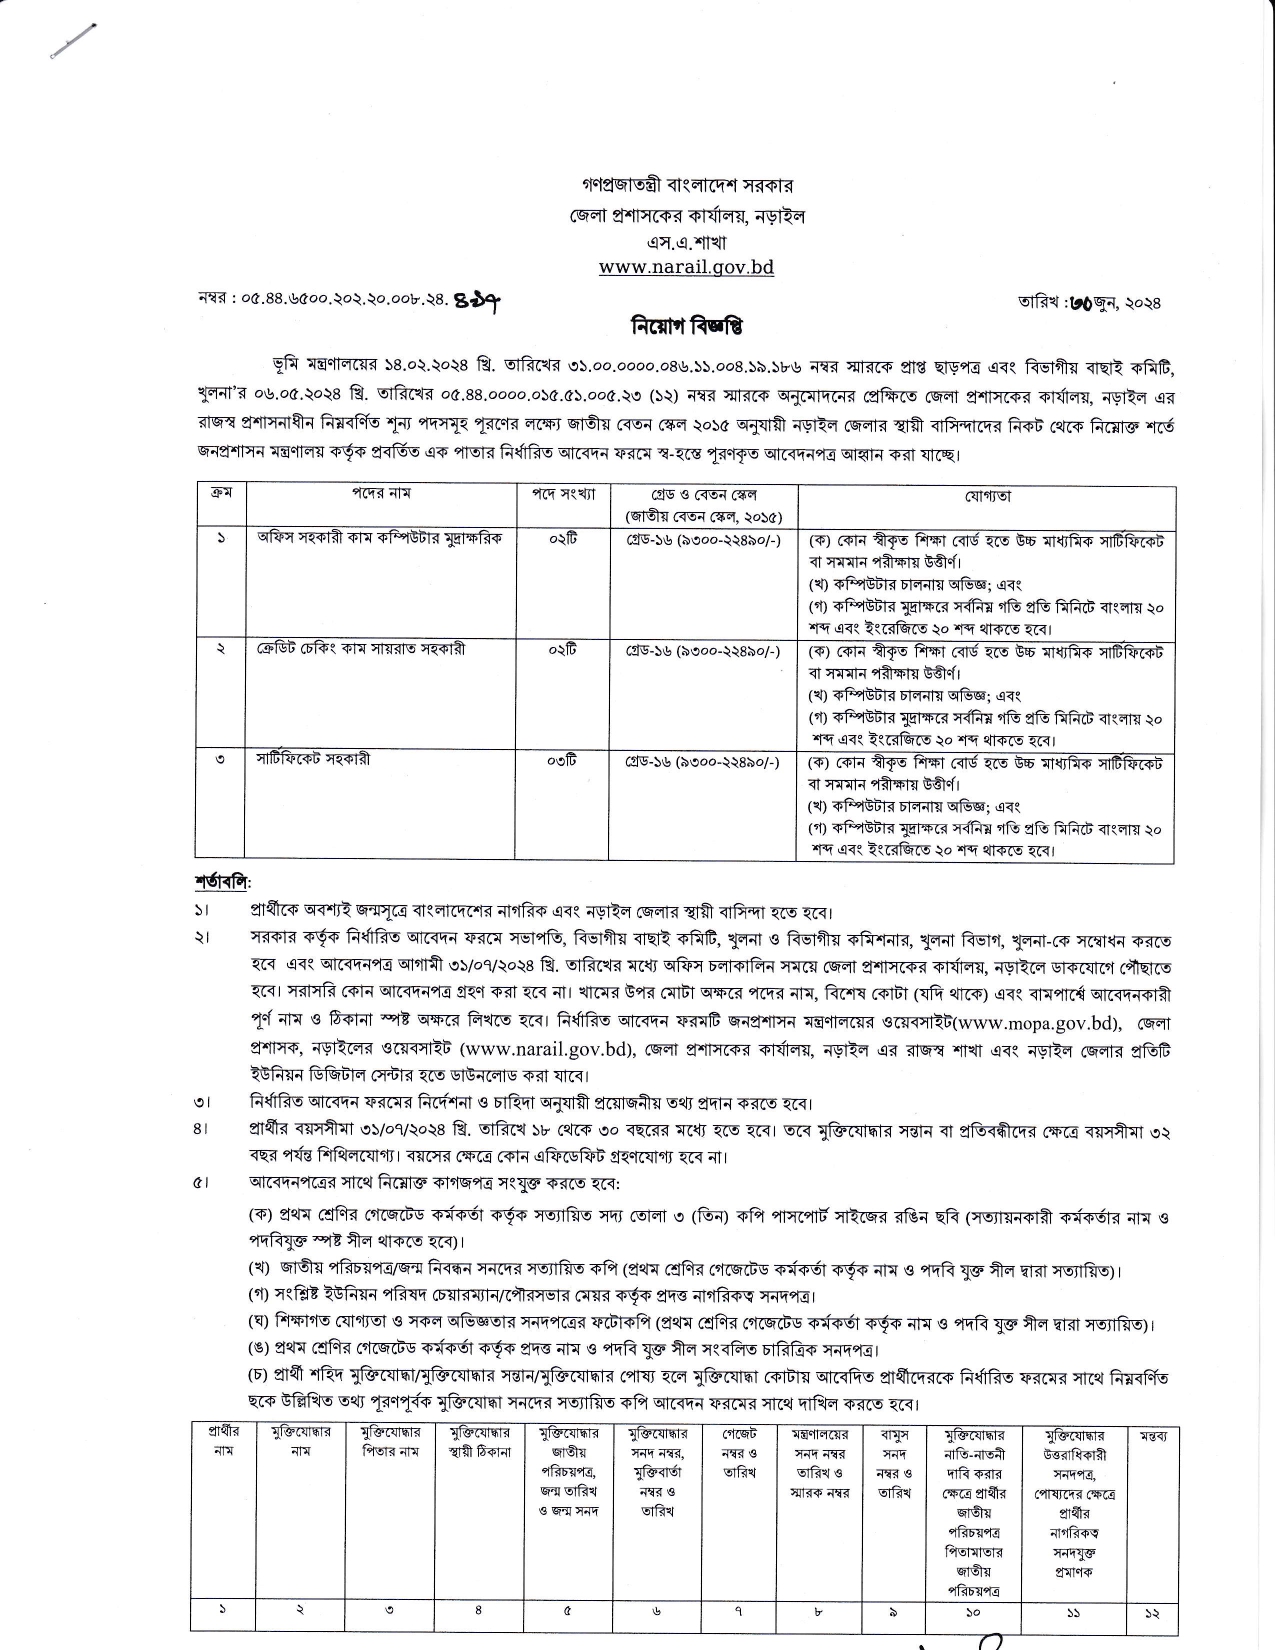 গণপ্রজাতন্ত্রী বাংলাদেশ সরকার
জেলা প্রশাসকের কার্যালয়, নড়াইল
এস.এ.শাখা
www.narail.gov.bd
নম্বর : ০৫.৪৪.৬৫০০.২০২.২০.০০৮.২৪.
তারিখ :৩০জুন, ২০২৪
নিয়োগ বিজ্ঞপ্তি
ভূমি মন্ত্রণালয়ের ১৪.০২.২০২৪ খ্রি. তারিখের ৩১.০০.০০০০.০৪৬.১১.০০৪.১৯.১৮৬ নম্বর স্মারকে প্রাপ্ত ছাড়পত্র এবং বিভাগীয় বাছাই কমিটি,
খুলনা'র ০৬.০৫.২০২৪ খ্রি. তারিখের ০৫.৪৪.০০০০.০১৫.৫১.০০৫.২৩ (১২) নম্বর স্মারকে অনুমোদনের প্রেক্ষিতে জেলা প্রশাসকের কার্যালয়, নড়াইল এর
রাজস্ব প্রশাসনাধীন নিম্নবর্ণিত শূন্য পদসমূহ পূরণের লক্ষ্যে জাতীয় বেতন স্কেল ২০১৫ অনুযায়ী নড়াইল জেলার স্থায়ী বাসিন্দাদের নিকট থেকে নিম্নোক্ত শর্তে
জনপ্রশাসন মন্ত্রণালয় কর্তৃক প্রবর্তিত এক পাতার নির্ধারিত আবেদন ফরমে স্ব-হস্তে পূরণকৃত আবেদনপত্র আহ্বান করা যাচ্ছে।
ক্রম পদের নাম পদে সংখ্যা গ্রেড ও বেতন স্কেল যোগ্যতা
(জাতীয় বেতন স্কেল, ২০১৫)
১ অফিস সহকারী কাম কম্পিউটার মুদ্রাক্ষরিক ০২টি গ্রেড-১৬ (৯৩০০-২২৪৯০/-) (ক) কোন স্বীকৃত শিক্ষা বোর্ড হতে উচ্চ মাধ্যমিক সার্টিফিকেট
বা সমমান পরীক্ষায় উত্তীর্ণ।
(খ) কম্পিউটার চালনায় অভিজ্ঞ; এবং
(গ) কম্পিউটার মুদ্রাক্ষরে সর্বনিম্ন গতি প্রতি মিনিটে বাংলায় ২০
শব্দ এবং ইংরেজিতে ২০ শব্দ থাকতে হবে।
২ ক্রেডিট চেকিং কাম সায়রাত সহকারী ০২টি গ্রেড-১৬ (৯৩০০-২২৪৯০/-) (ক) কোন স্বীকৃত শিক্ষা বোর্ড হতে উচ্চ মাধ্যমিক সার্টিফিকেট
বা সমমান পরীক্ষায় উত্তীর্ণ।
(খ) কম্পিউটার চালনায় অভিজ্ঞ; এবং
(গ) কম্পিউটার মুদ্রাক্ষরে সর্বনিম্ন গতি প্রতি মিনিটে বাংলায় ২০
শব্দ এবং ইংরেজিতে ২০ শব্দ থাকতে হবে।
৩ সার্টিফিকেট সহকারী ০৩টি গ্রেড-১৬ (৯৩০০-২২৪৯০/-) (ক) কোন স্বীকৃত শিক্ষা বোর্ড হতে উচ্চ মাধ্যমিক সার্টিফিকেট
বা সমমান পরীক্ষায় উত্তীর্ণ।
(খ) কম্পিউটার চালনায় অভিজ্ঞ; এবং
(গ) কম্পিউটার মুদ্রাক্ষরে সর্বনিম্ন গতি প্রতি মিনিটে বাংলায় ২০
শব্দ এবং ইংরেজিতে ২০ শব্দ থাকতে হবে।
শর্তাবলি:
১। প্রার্থীকে অবশ্যই জন্মসূত্রে বাংলাদেশের নাগরিক এবং নড়াইল জেলার স্থায়ী বাসিন্দা হতে হবে।
২। সরকার কর্তৃক নির্ধারিত আবেদন ফরমে সভাপতি, বিভাগীয় বাছাই কমিটি, খুলনা ও বিভাগীয় কমিশনার, খুলনা বিভাগ, খুলনা-কে সম্বোধন করতে
হবে এবং আবেদনপত্র আগামী ৩১/০৭/২০২৪ খ্রি. তারিখের মধ্যে অফিস চলাকালিন সময়ে জেলা প্রশাসকের কার্যালয়, নড়াইলে ডাকযোগে পৌঁছাতে
হবে। সরাসরি কোন আবেদনপত্র গ্রহণ করা হবে না। খামের উপর মোটা অক্ষরে পদের নাম, বিশেষ কোটা (যদি থাকে) এবং বামপার্শ্বে আবেদনকারী
পূর্ণ নাম ও ঠিকানা স্পষ্ট অক্ষরে লিখতে হবে। নির্ধারিত আবেদন ফরমটি জনপ্রশাসন মন্ত্রণালয়ের ওয়েবসাইট(www.mopa.gov.bd), জেলা
প্রশাসক, নড়াইলের ওয়েবসাইট (www.narail.gov.bd), জেলা প্রশাসকের কার্যালয়, নড়াইল এর রাজস্ব শাখা এবং নড়াইল জেলার প্রতিটি
ইউনিয়ন ডিজিটাল সেন্টার হতে ডাউনলোড করা যাবে।
৩। নির্ধারিত আবেদন ফরমের নির্দেশনা ও চাহিদা অনুযায়ী প্রয়োজনীয় তথ্য প্রদান করতে হবে।
৪। প্রার্থীর বয়সসীমা ৩১/০৭/২০২৪ খ্রি. তারিখে ১৮ থেকে ৩০ বছরের মধ্যে হতে হবে। তবে মুক্তিযোদ্ধার সন্তান বা প্রতিবন্ধীদের ক্ষেত্রে বয়সসীমা ৩২
বছর পর্যন্ত শিথিলযোগ্য। বয়সের ক্ষেত্রে কোন এফিডেফিট গ্রহণযোগ্য হবে না।
৫। আবেদনপত্রের সাথে নিম্নোক্ত কাগজপত্র সংযুক্ত করতে হবে:
(ক) প্রথম শ্রেণির গেজেটেড কর্মকর্তা কর্তৃক সত্যায়িত সদ্য তোলা ৩ (তিন) কপি পাসপোর্ট সাইজের রঙিন ছবি (সত্যায়নকারী কর্মকর্তার নাম ও
পদবিযুক্ত স্পষ্ট সীল থাকতে হবে)।
(খ) জাতীয় পরিচয়পত্র/জন্ম নিবন্ধন সনদের সত্যায়িত কপি (প্রথম শ্রেণির গেজেটেড কর্মকর্তা কর্তৃক নাম ও পদবি যুক্ত সীল দ্বারা সত্যায়িত)।
(গ) সংশ্লিষ্ট ইউনিয়ন পরিষদ চেয়ারম্যান/পৌরসভার মেয়র কর্তৃক প্রদত্ত নাগরিকত্ব সনদপত্র।
(ঘ) শিক্ষাগত যোগ্যতা ও সকল অভিজ্ঞতার সনদপত্রের ফটোকপি (প্রথম শ্রেণির গেজেটেড কর্মকর্তা কর্তৃক নাম ও পদবি যুক্ত সীল দ্বারা সত্যায়িত)।
(ঙ) প্রথম শ্রেণির গেজেটেড কর্মকর্তা কর্তৃক প্রদত্ত নাম ও পদবি যুক্ত সীল সংবলিত চারিত্রিক সনদপত্র।
(চ) প্রার্থী শহিদ মুক্তিযোদ্ধা/মুক্তিযোদ্ধার সন্তান/মুক্তিযোদ্ধার পোষ্য হলে মুক্তিযোদ্ধা কোটায় আবেদিত প্রার্থীদেরকে নির্ধারিত ফরমের সাথে নিম্নবর্ণিত
ছকে উল্লিখিত তথ্য পূরণপূর্বক মুক্তিযোদ্ধা সনদের সত্যায়িত কপি আবেদন ফরমের সাথে দাখিল করতে হবে।
প্রার্থীর মুক্তিযোদ্ধার মুক্তিযোদ্ধার মুক্তিযোদ্ধার মুক্তিযোদ্ধার মুক্তিযোদ্ধার গেজেট মন্ত্রণালয়ের বামুস মুক্তিযোদ্ধার মুক্তিযোদ্ধার মন্তব্য
নাম নাম পিতার নাম স্থায়ী ঠিকানা জাতীয় সনদ নম্বর, নম্বর ও সনদ নম্বর সনদ নাতি-নাতনী উত্তরাধিকারী
পরিচয়পত্র, মুক্তিবার্তা তারিখ তারিখ ও নম্বর ও দাবি করার সনদপত্র,
জন্ম তারিখ নম্বর ও স্মারক নম্বর তারিখ ক্ষেত্রে প্রার্থীর পোষ্যদের ক্ষেত্রে
ও জন্ম সনদ তারিখ জাতীয় প্রার্থীর
পরিচয়পত্র নাগরিকত্ব
পিতামাতার সনদযুক্ত
জাতীয় প্রমাণক
পরিচয়পত্র
১ ২ ৩ ৪ ৫ ৬ ৭ ৮ ৯ ১০ ১১ ১২